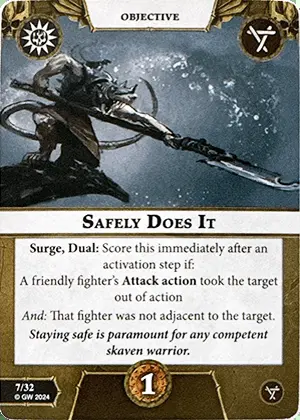 OBJECTIVE
SAFELY DOES IT
Surge, Dual: Score this immediately after an
activation step if:
A friendly fighter's Attack action took the target
out of action
And: That fighter was not adjacent to the target.
Staying safe is paramount for any competent
skaven warrior.
7/32
© GW 2024
1